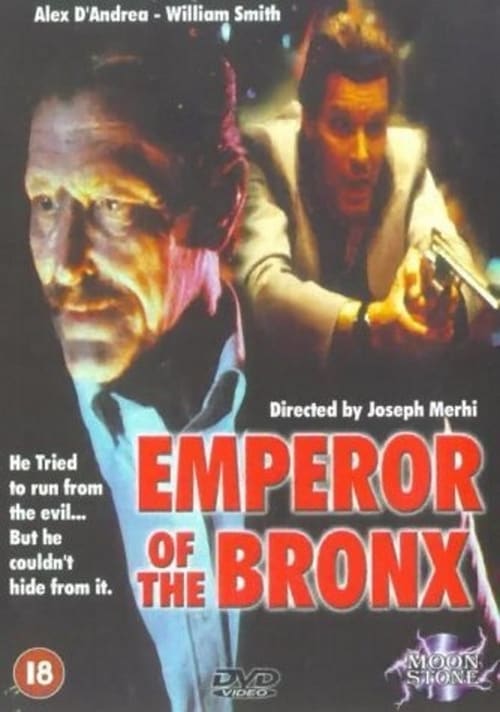 Alex D'Andrea - William Smith
Directed by Joseph Merhi
EMPEROR
OF THE BRONX
He Tried
to run from
the evil...
But he
couldn't
hide from it.
18
DVD
VIDEO
MOON
STONE